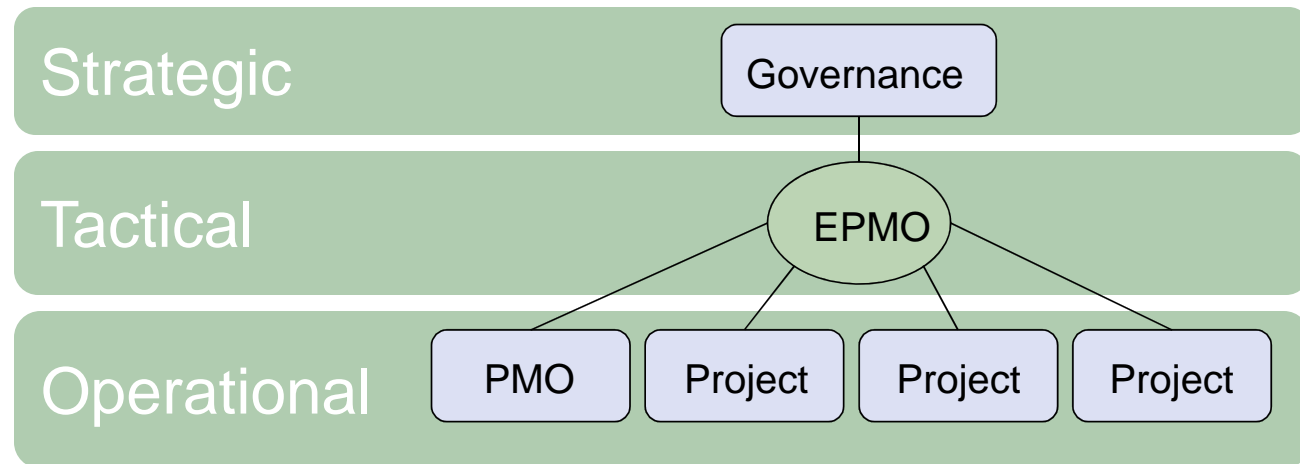 Strategic
Governance
Tactical
EPMO
Operational
PMO
Project
Project
Project